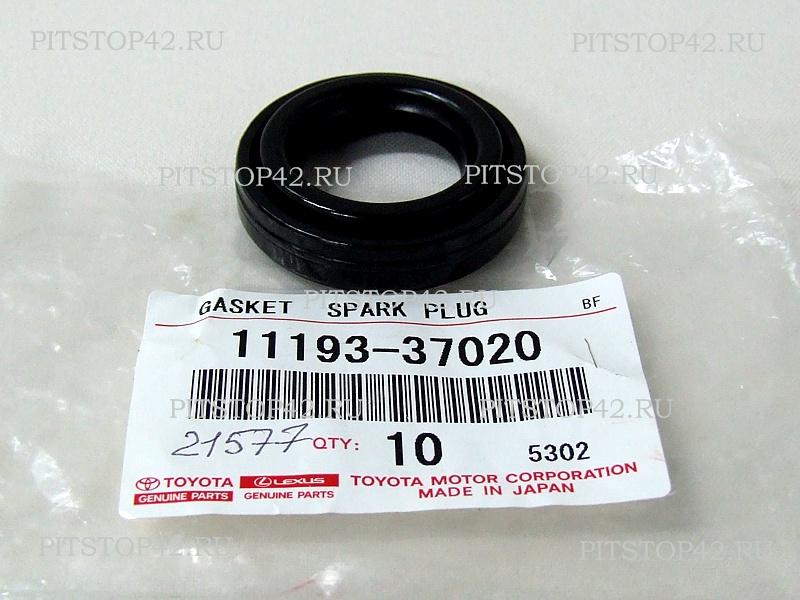 PITSTOP42.RU PITSTOP42.RU
PITSTOP42.RU PITSTOP42.RU
PITSTOP42.RU
GASKET SPARK PLUG BF
11193-37020
PITSTOP42.RU PITSTOP42.RU
21577 QTY: 10 5302
TOYOTA LEXUS TOYOTA MOTOR CORPORATION
GENUINE PARTS GENUINE PARTS MADE IN JAPAN
PITSTOP42.RU PITSTOP42.RU